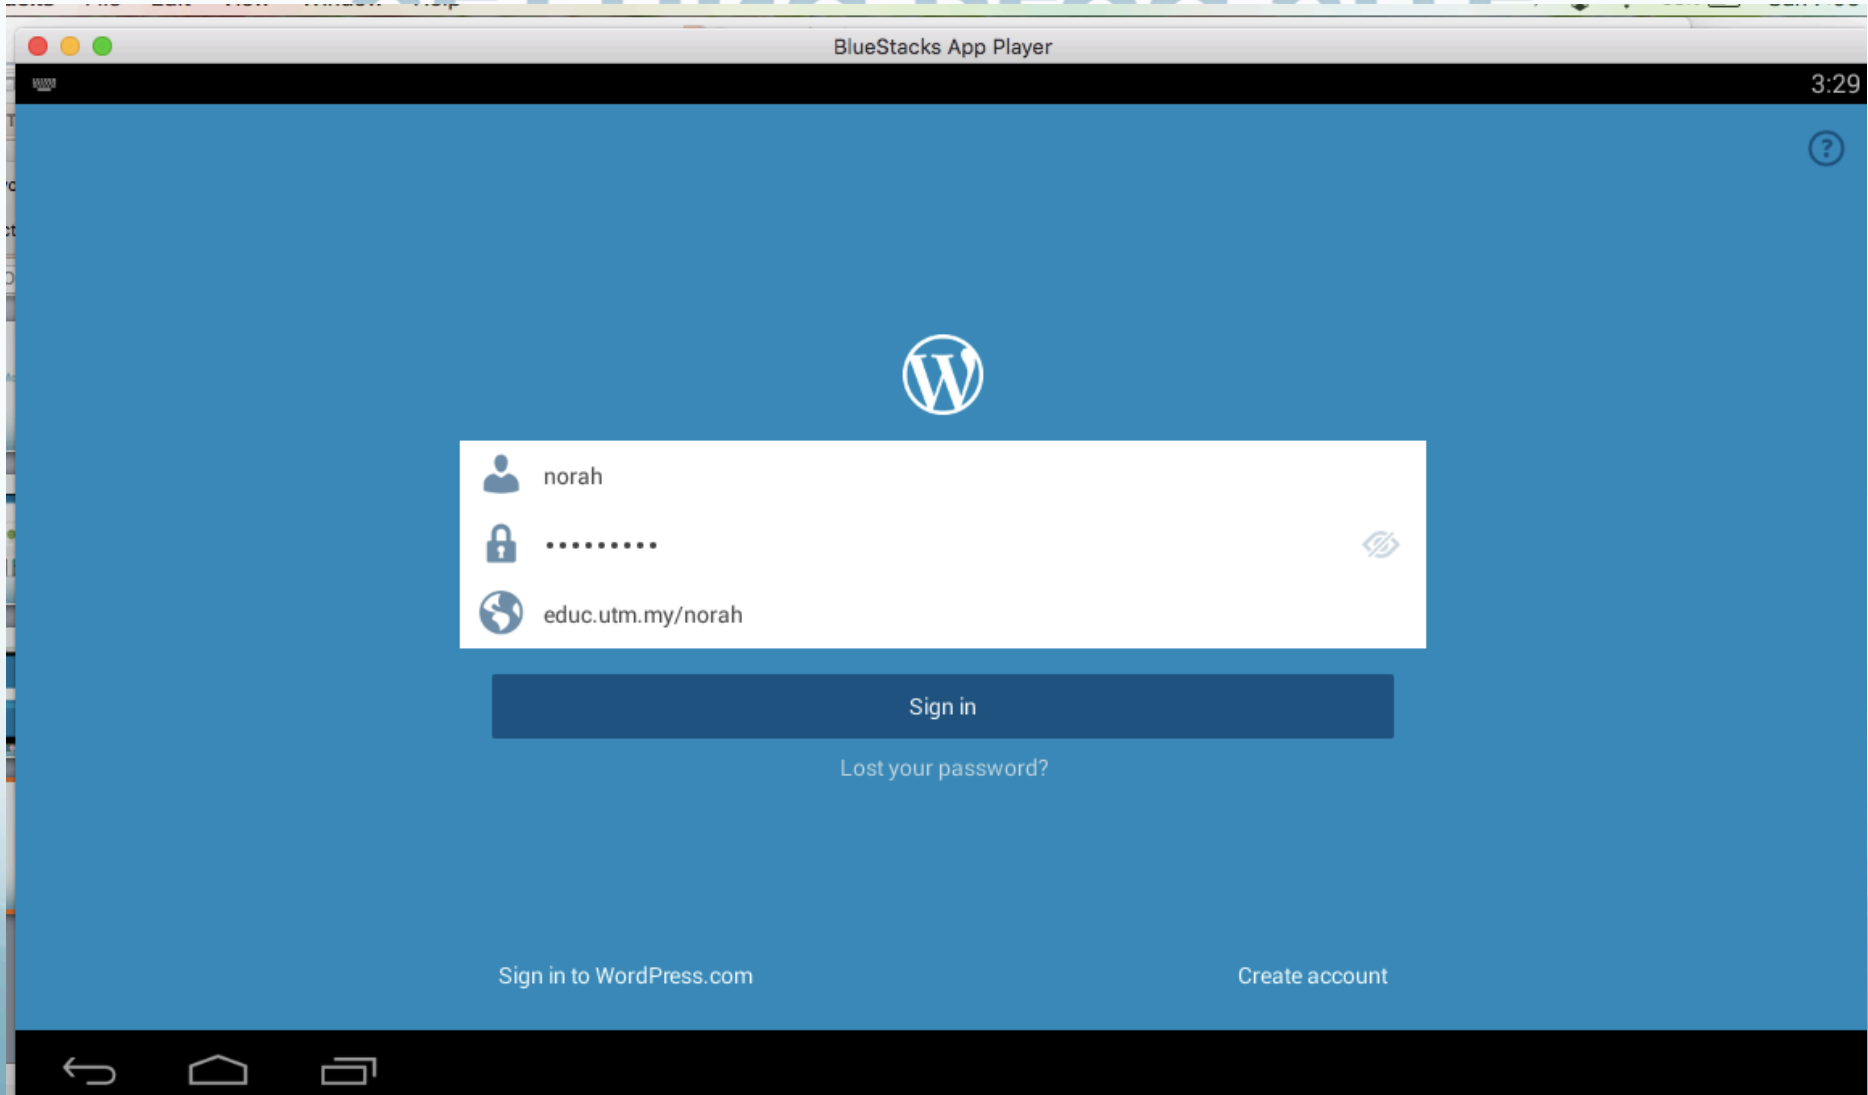 BlueStacks App Player
3:29
?
norah
•••••••••
educ.utm.my/norah
Sign in
Lost your password?
Sign in to WordPress.com
Create account